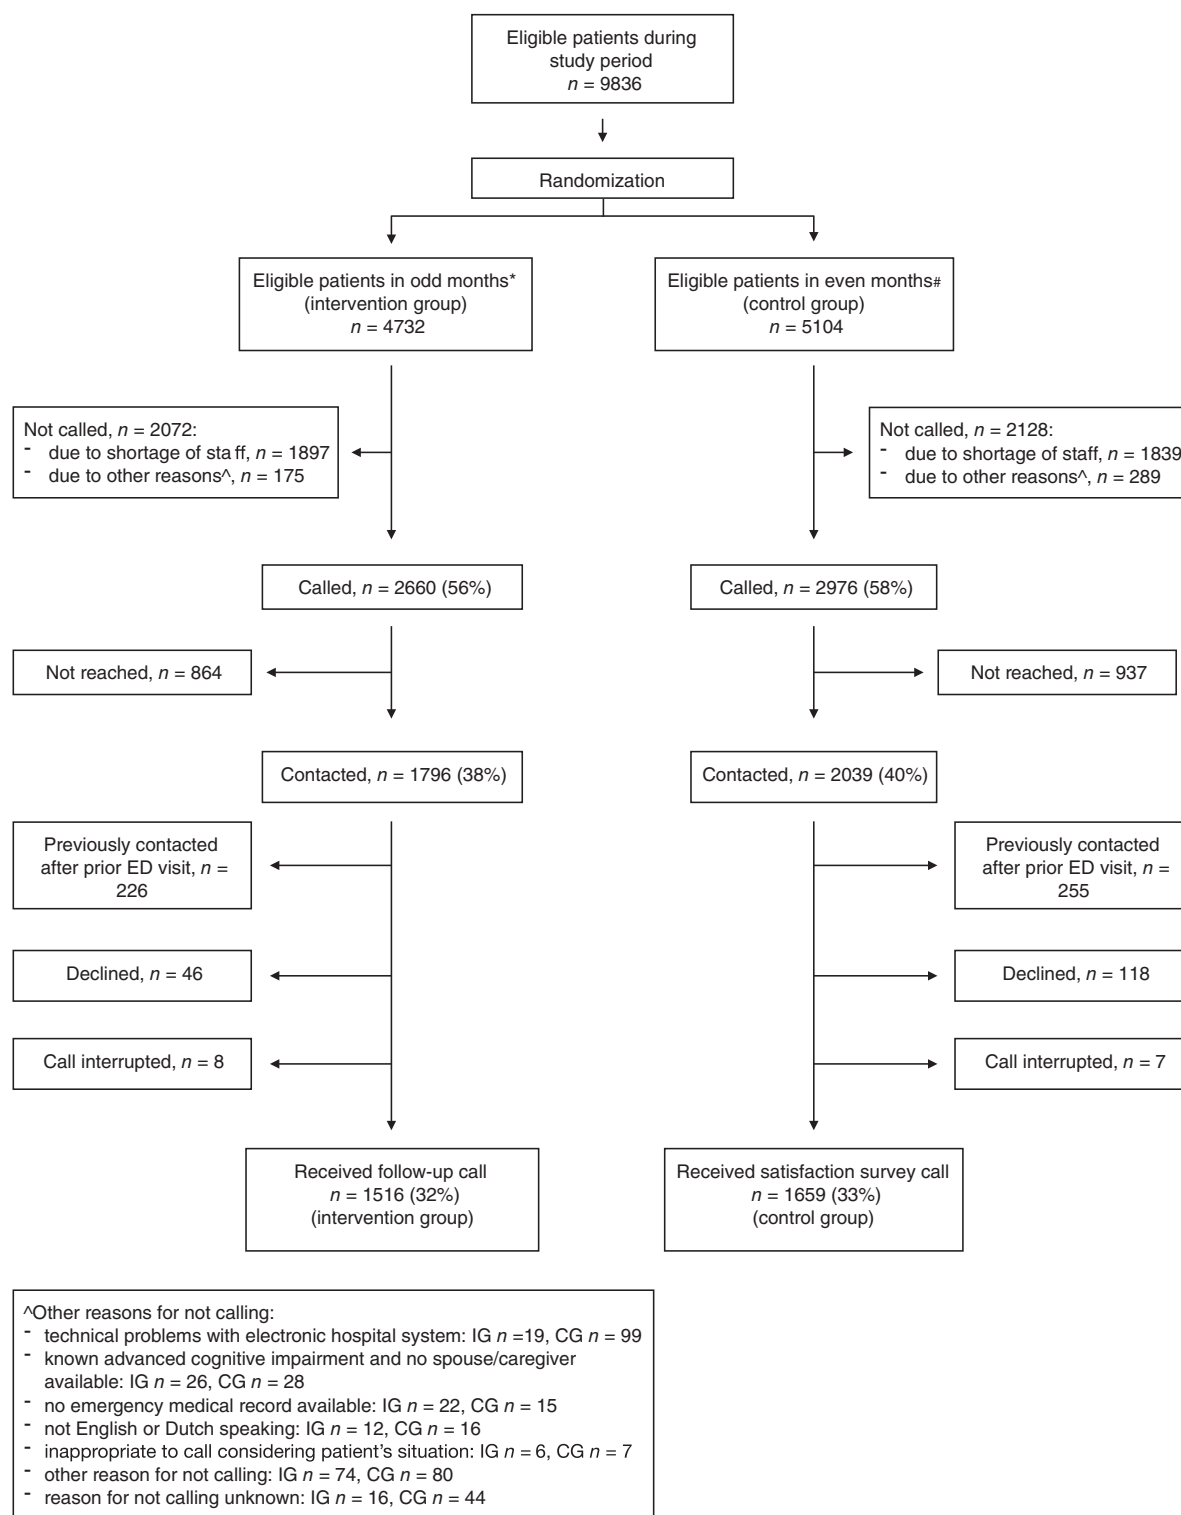 Eligible patients during
study period
n = 9836
Randomization
Eligible patients in odd months*
(intervention group)
n = 4732
Eligible patients in even months#
(control group)
n = 5104
Not called, n = 2072:
- due to shortage of staff, n = 1897
- due to other reasons^, n = 175
Not called, n = 2128:
- due to shortage of staff, n = 1839
- due to other reasons^, n = 289
Called, n = 2660 (56%)
Called, n = 2976 (58%)
Not reached, n = 864
Not reached, n = 937
Contacted, n = 1796 (38%)
Contacted, n = 2039 (40%)
Previously contacted
after prior ED visit, n =
226
Previously contacted
after prior ED visit, n =
255
Declined, n = 46
Declined, n = 118
Call interrupted, n = 8
Call interrupted, n = 7
Received follow-up call
n = 1516 (32%)
(intervention group)
Received satisfaction survey call
n = 1659 (33%)
(control group)
^Other reasons for not calling:
- technical problems with electronic hospital system: IG n =19, CG n = 99
- known advanced cognitive impairment and no spouse/caregiver
available: IG n = 26, CG n = 28
- no emergency medical record available: IG n = 22, CG n = 15
- not English or Dutch speaking: IG n = 12, CG n = 16
- inappropriate to call considering patient's situation: IG n = 6, CG n = 7
- other reason for not calling: IG n = 74, CG n = 80
- reason for not calling unknown: IG n = 16, CG n = 44